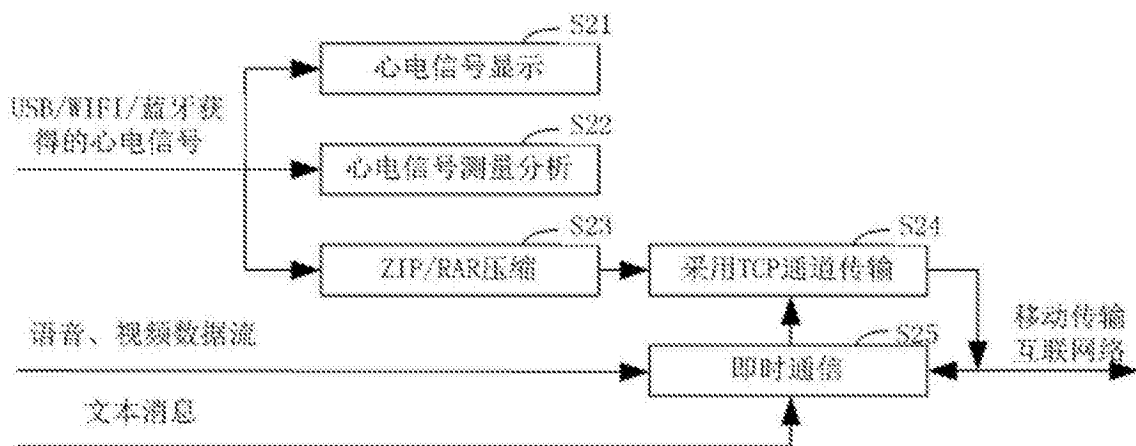 S21
心电信号显示
USB/WIFI/蓝牙获
得的心电信号
S22
心电信号测量分析
S23
ZIP/RAR压缩
S24
采用TCP通道传输
语音、视频数据流
S25
即时通信
移动传输
互联网络
文本消息